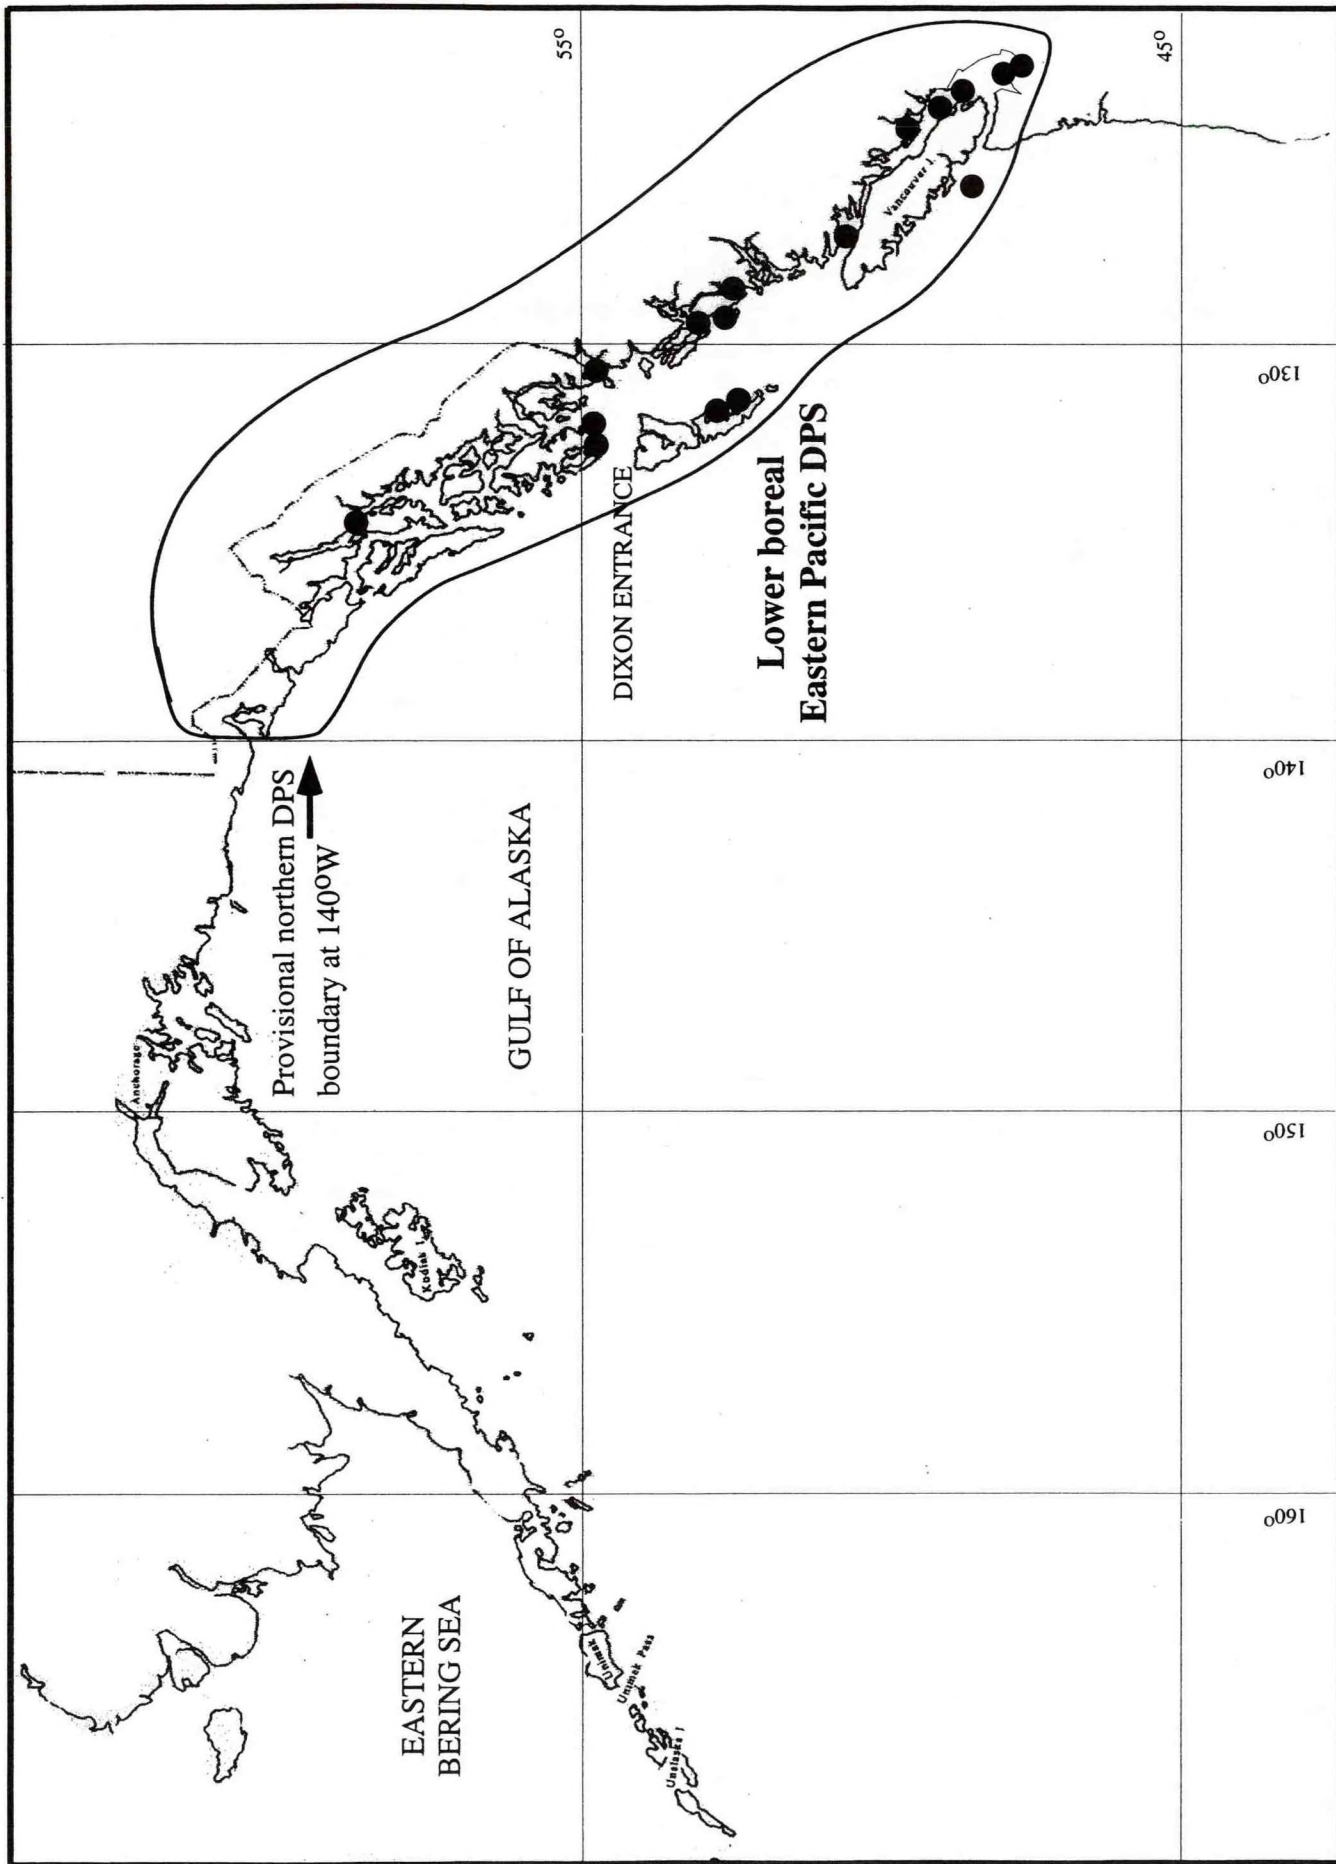 55°
45°
130°
140°
150°
160°
Vancouver I.
DIXON ENTRANCE
Lower boreal
Eastern Pacific DPS
Provisional northern DPS
boundary at 140°W
GULF OF ALASKA
Anchorage
Kodiak I.
EASTERN
BERING SEA
Unimak
Unimak Pass
Unalaska I